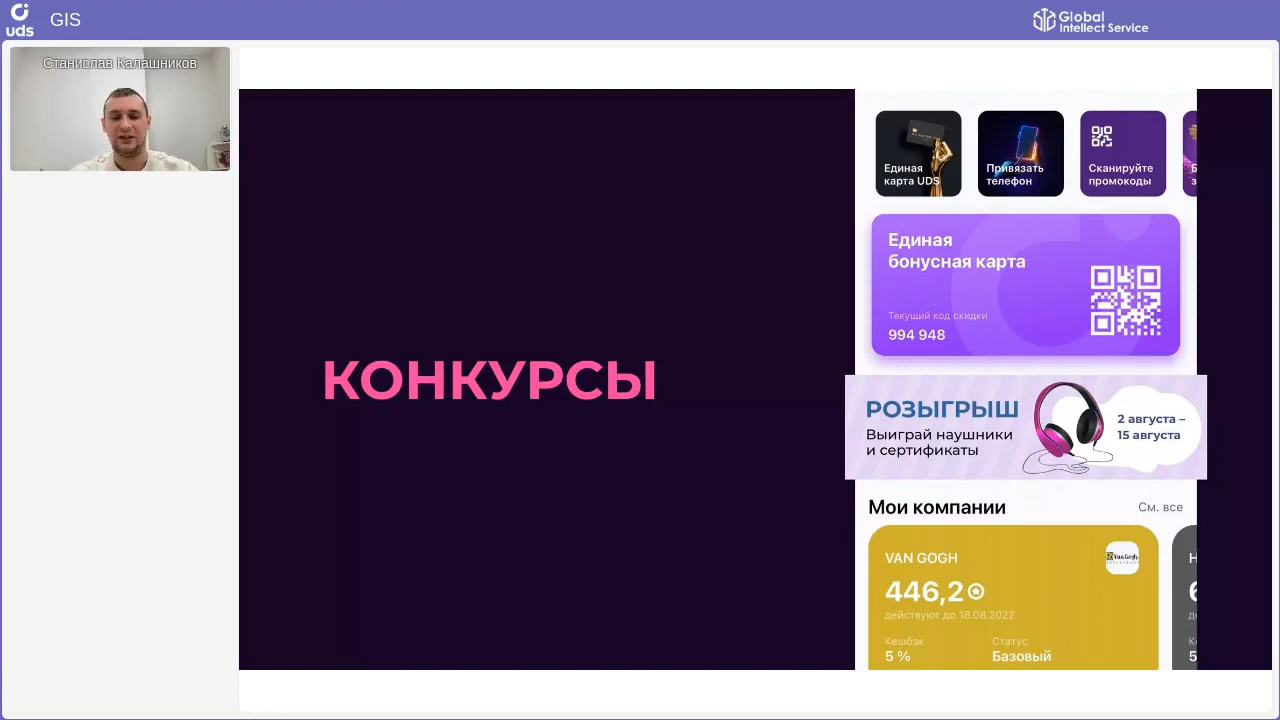 uds
GIS
Global
Intellect Service
Станислав Калашников
КОНКУРСЫ
Единая
карта UDS
Привязать
телефон
Сканируйте
промокоды
Б
з
Единая
бонусная карта
Текущий код скидки
994 948
РОЗЫГРЫШ
Выиграй наушники
и сертификаты
2 августа –
15 августа
Мои компании
См. все
VAN GOGH
Van Gogh
446,2
действуют до 18.08.2022
Кешбэк
Статус
5 %
Базовый